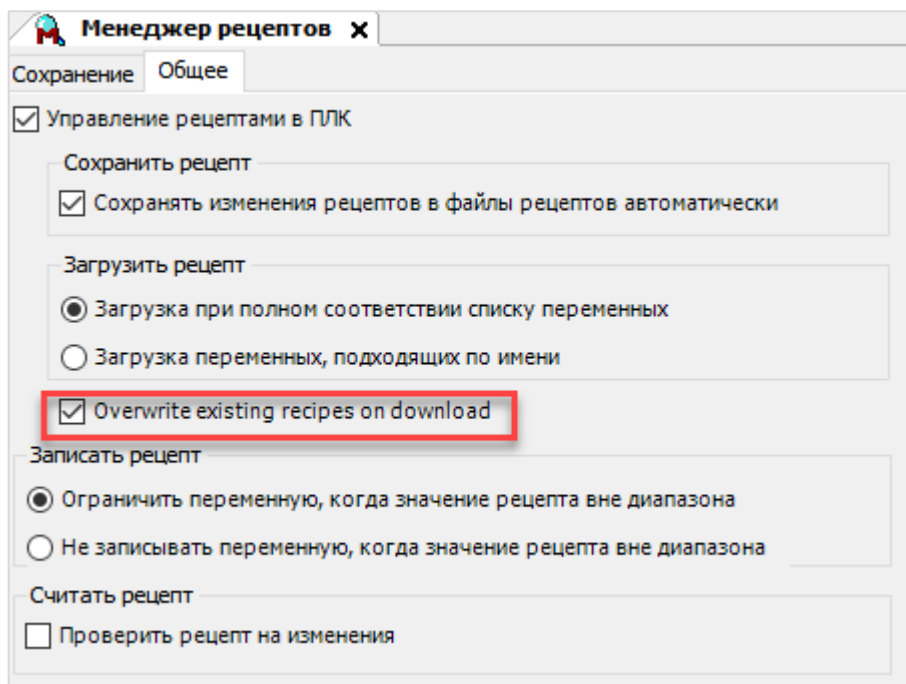 Менеджер рецептов
Сохранение Общее
Управление рецептами в ПЛК
Сохранить рецепт
Сохранять изменения рецептов в файлы рецептов автоматически
Загрузить рецепт
Загрузка при полном соответствии списку переменных
Загрузка переменных, подходящих по имени
Overwrite existing recipes on download
Записать рецепт
Ограничить переменную, когда значение рецепта вне диапазона
Не записывать переменную, когда значение рецепта вне диапазона
Считать рецепт
Проверить рецепт на изменения